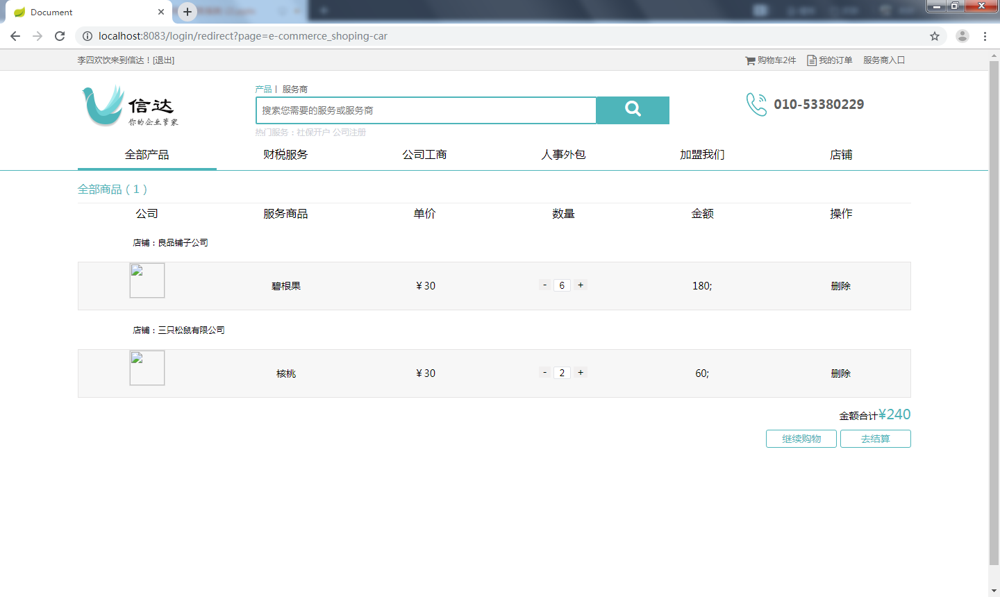 Document
localhost:8083/login/redirect?page=e-commerce_shoping-car
李四欢饮来到信达！[退出]
购物车2件 我的订单 服务商入口
信达
你的企业管家
产品| 服务商
搜索您需要的服务或服务商
热门服务：社保开户 公司注册
010-53380229
全部产品 财税服务 公司工商 人事外包 加盟我们 店铺
全部商品（1）
公司 服务商品 单价 数量 金额 操作
店铺：良品铺子公司
碧根果 ¥30 - 6 + 180; 删除
店铺：三只松鼠有限公司
核桃 ¥30 - 2 + 60; 删除
金额合计¥240
继续购物 去结算